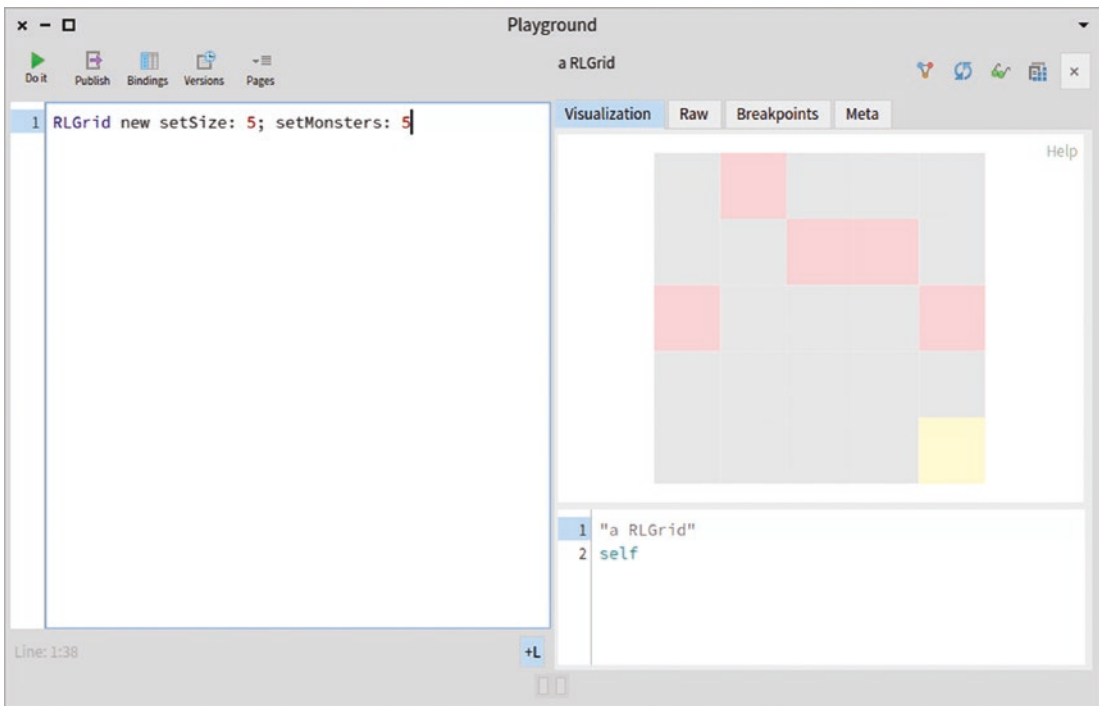 Playground
Do it Publish Bindings Versions Pages
a RLGrid
1 RLGrid new setSize: 5; setMonsters: 5
Visualization Raw Breakpoints Meta
Help
1 "a RLGrid"
2 self
Line: 1:38
+L